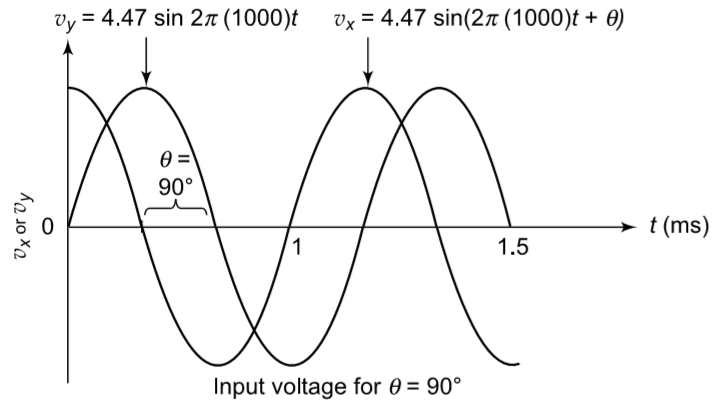 v_y = 4.47 sin 2π (1000)t
v_x = 4.47 sin(2π (1000)t + θ)
θ =
90°
v_x or v_y
0
1
1.5
t (ms)
Input voltage for θ = 90°